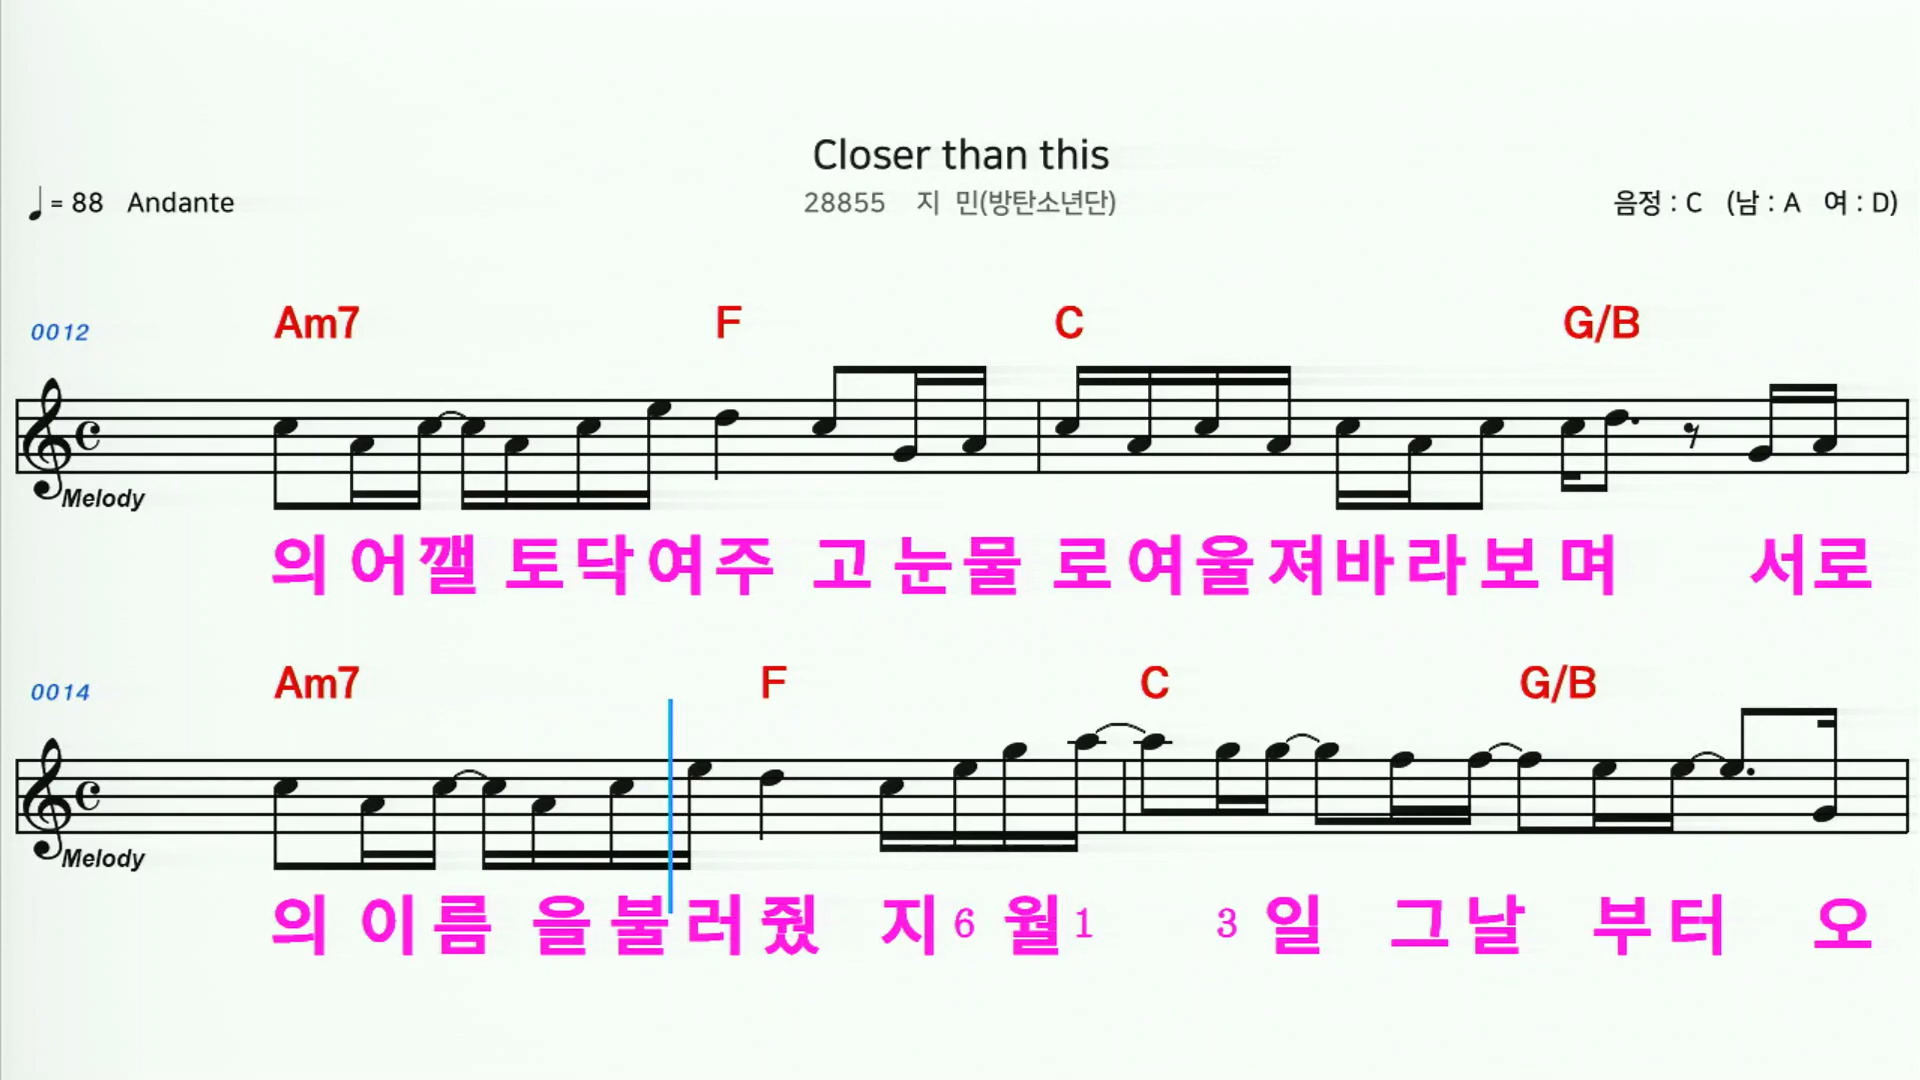 Closer than this
♩ = 88 Andante
28855 지 민(방탄소년단)
음정 : C (남 : A 여 : D)
0012 Am7 F C G/B
Melody
의 어깰 토닥여주 고 눈물 로여울져바라보며 서로
0014 Am7 F C G/B
Melody
의 이름 을불러줬 지6월1 3일 그날 부터 오